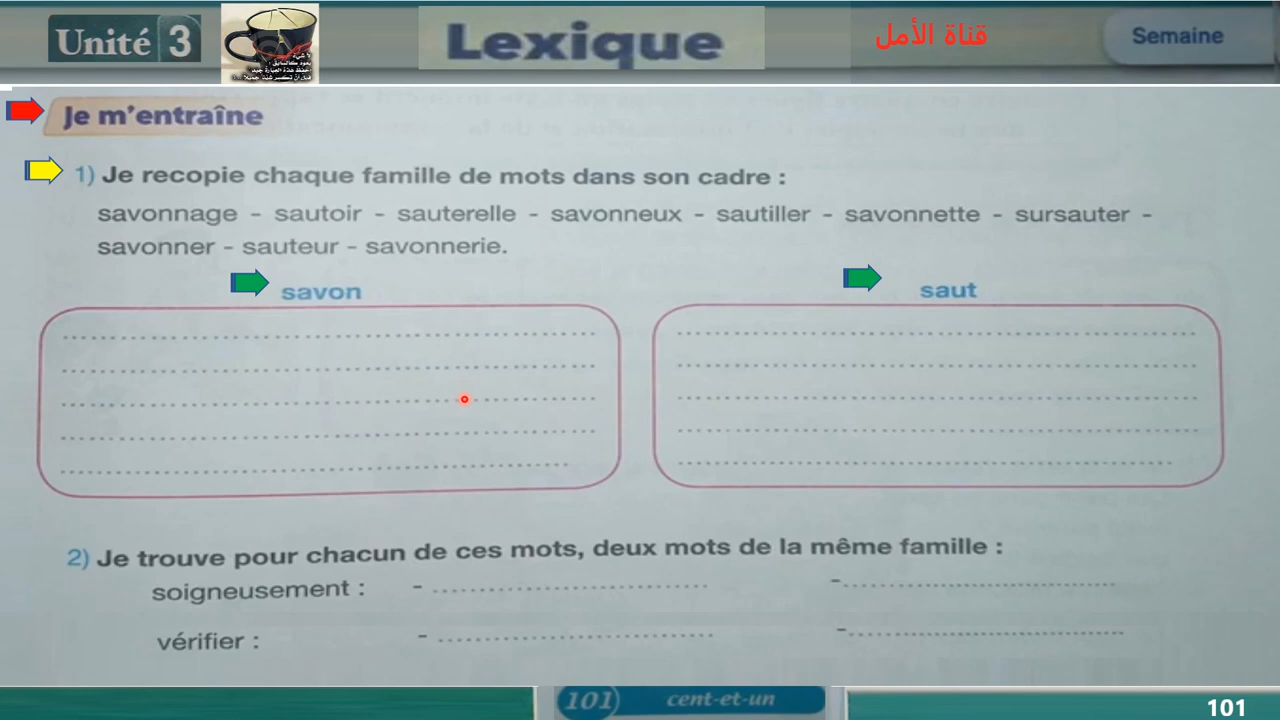 Unité 3
Lexique
قناة الأمل
Semaine
Je m'entraîne
1) Je recopie chaque famille de mots dans son cadre :
savonnage - sautoir - sauterelle - savonneux - sautiller - savonnette - sursauter -
savonner - sauteur - savonnerie.
savon
saut
2) Je trouve pour chacun de ces mots, deux mots de la même famille :
soigneusement : - ........................ -........................
vérifier : - ........................ -........................
101 cent-et-un
101